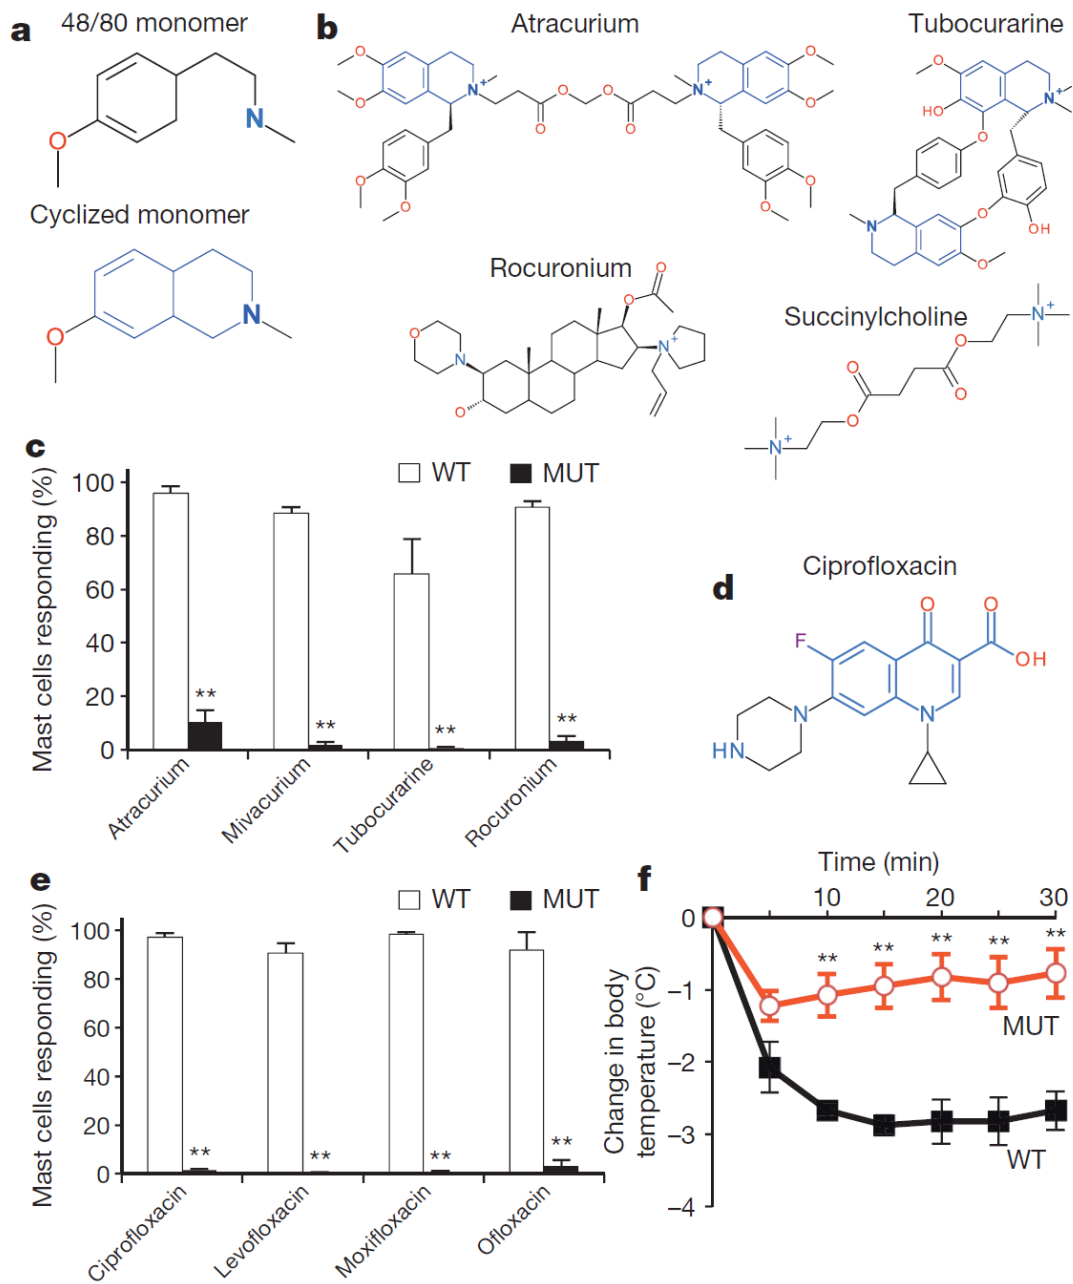 a
48/80 monomer
O
N
Cyclized monomer
O
N
b
Atracurium
O
O
N+
O
O
O
O
N+
O
O
O
O
O
O
Tubocurarine
O
HO
N+
O
N
O
OH
O
Rocuronium
O
O
O
N
N+
O
Succinylcholine
N+
O
O
O
O
N+
c
WT
MUT
Mast cells responding (%)
100
80
60
40
20
0
**
**
**
**
Atracurium
Mivacurium
Tubocurarine
Rocuronium
d
Ciprofloxacin
O
O
F
OH
N
N
HN
e
WT
MUT
Mast cells responding (%)
100
80
60
40
20
0
**
**
**
**
Ciprofloxacin
Levofloxacin
Moxifloxacin
Ofloxacin
f
Time (min)
10
20
30
0
−1
−2
−3
−4
Change in body
temperature (°C)
**
**
**
**
**
MUT
WT